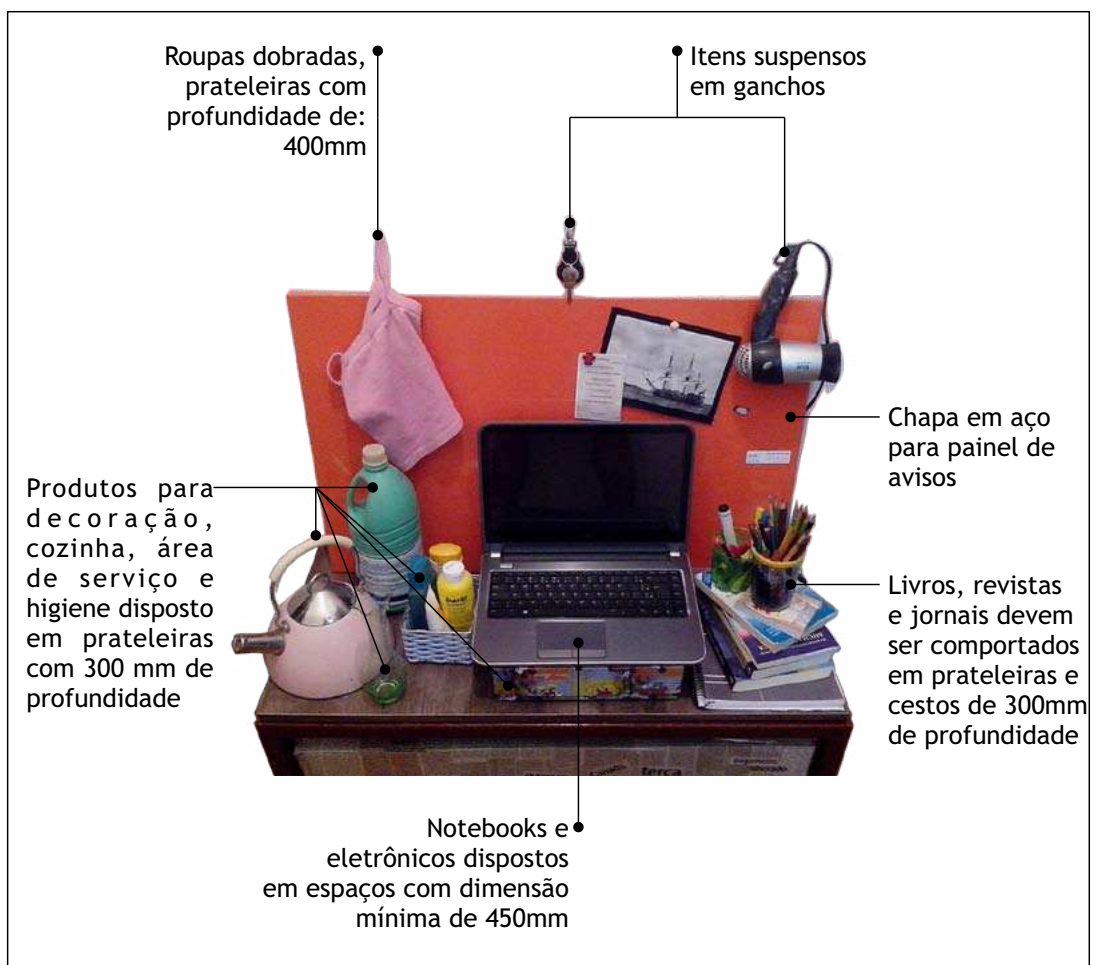 Roupas dobradas,
prateleiras com
profundidade de:
400mm
Itens suspensos
em ganchos
Chapa em aço
para painel de
avisos
Produtos para
decoração,
cozinha, área
de serviço e
higiene disposto
em prateleiras
com 300 mm de
profundidade
Livros, revistas
e jornais devem
ser comportados
em prateleiras e
cestos de 300mm
de profundidade
terça
Notebooks e
eletrônicos dispostos
em espaços com dimensão
mínima de 450mm